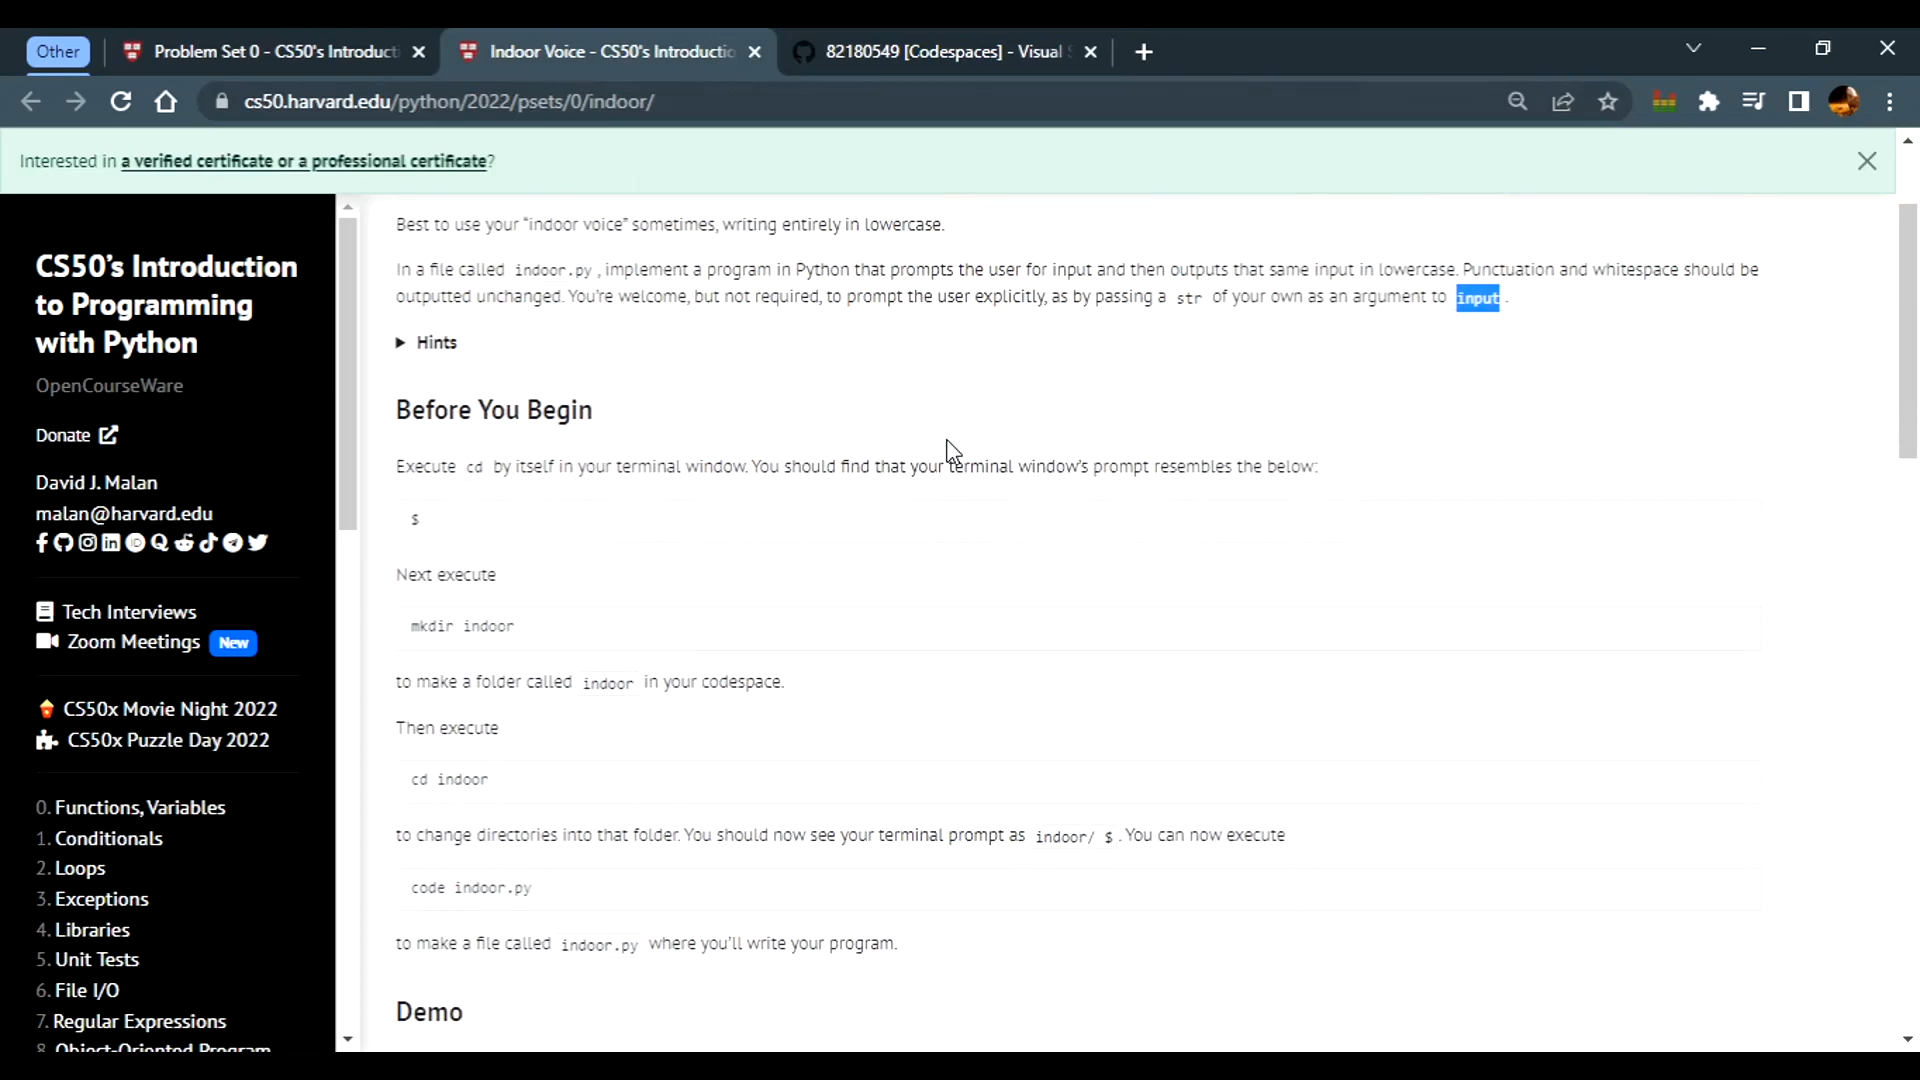 Other
Problem Set 0 - CS50's Introducti
Indoor Voice - CS50's Introductio
82180549 [Codespaces] - Visual S
cs50.harvard.edu/python/2022/psets/0/indoor/
Interested in a verified certificate or a professional certificate?
CS50's Introduction
to Programming
with Python
OpenCourseWare
Donate
David J. Malan
malan@harvard.edu
Tech Interviews
Zoom Meetings New
CS50x Movie Night 2022
CS50x Puzzle Day 2022
0. Functions, Variables
1. Conditionals
2. Loops
3. Exceptions
4. Libraries
5. Unit Tests
6. File I/O
7. Regular Expressions
8. Object-Oriented Program
Best to use your “indoor voice” sometimes, writing entirely in lowercase.
In a file called indoor.py, implement a program in Python that prompts the user for input and then outputs that same input in lowercase. Punctuation and whitespace should be
outputted unchanged. You’re welcome, but not required, to prompt the user explicitly, as by passing a str of your own as an argument to input.
Hints
Before You Begin
Execute cd by itself in your terminal window. You should find that your terminal window’s prompt resembles the below:
$
Next execute
mkdir indoor
to make a folder called indoor in your codespace.
Then execute
cd indoor
to change directories into that folder. You should now see your terminal prompt as indoor/ $. You can now execute
code indoor.py
to make a file called indoor.py where you’ll write your program.
Demo